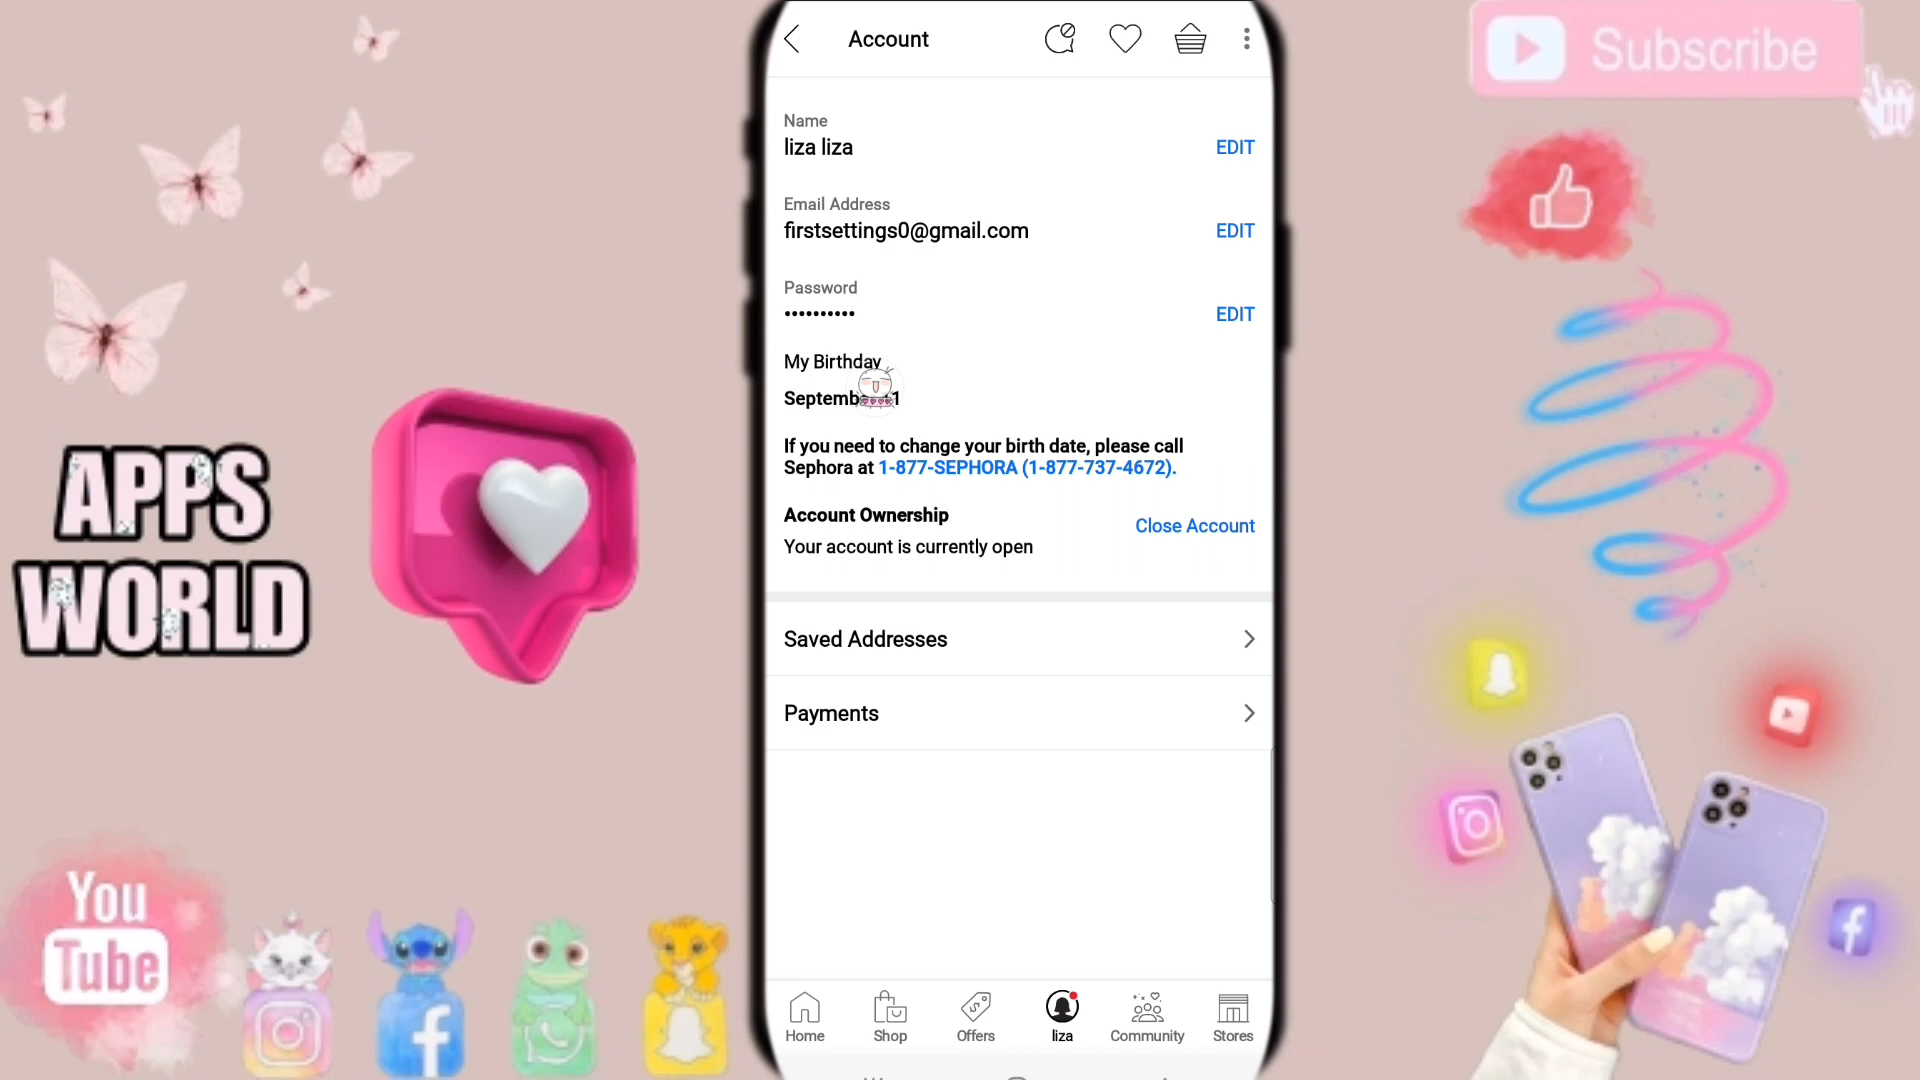 Account
Subscribe
Name
liza liza
EDIT
Email Address
firstsettings0@gmail.com
EDIT
Password
••••••••••
EDIT
My Birthday
If you need to change your birth date, please call
Sephora at 1-877-SEPHORA (1-877-737-4672).
Account Ownership
Close Account
Your account is currently open
APPS
WORLD
Saved Addresses
Payments
You
Tube
Home
Shop
Offers
liza
Community
Stores